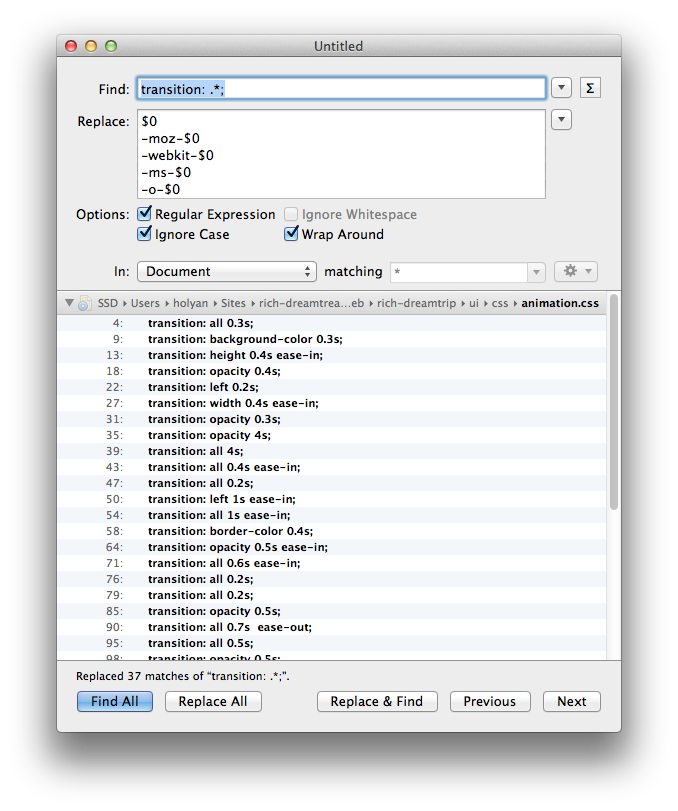 Untitled
Find: transition: .*; Σ
Replace: $0
-moz-$0
-webkit-$0
-ms-$0
-o-$0
Options: Regular Expression Ignore Whitespace
Ignore Case Wrap Around
In: Document matching *
SSD Users holyan Sites rich-dreamtrea...eb rich-dreamtrip ui css animation.css
4: transition: all 0.3s;
9: transition: background-color 0.3s;
13: transition: height 0.4s ease-in;
18: transition: opacity 0.4s;
22: transition: left 0.2s;
27: transition: width 0.4s ease-in;
31: transition: opacity 0.3s;
35: transition: opacity 4s;
39: transition: all 4s;
43: transition: all 0.4s ease-in;
47: transition: all 0.2s;
50: transition: left 1s ease-in;
54: transition: all 1s ease-in;
58: transition: border-color 0.4s;
64: transition: opacity 0.5s ease-in;
71: transition: all 0.6s ease-in;
76: transition: all 0.2s;
79: transition: all 0.2s;
85: transition: opacity 0.5s;
90: transition: all 0.7s  ease-out;
95: transition: all 0.5s;
98: transition: opacity 0.5s;
Replaced 37 matches of “transition: .*;”.
Find All Replace All Replace & Find Previous Next